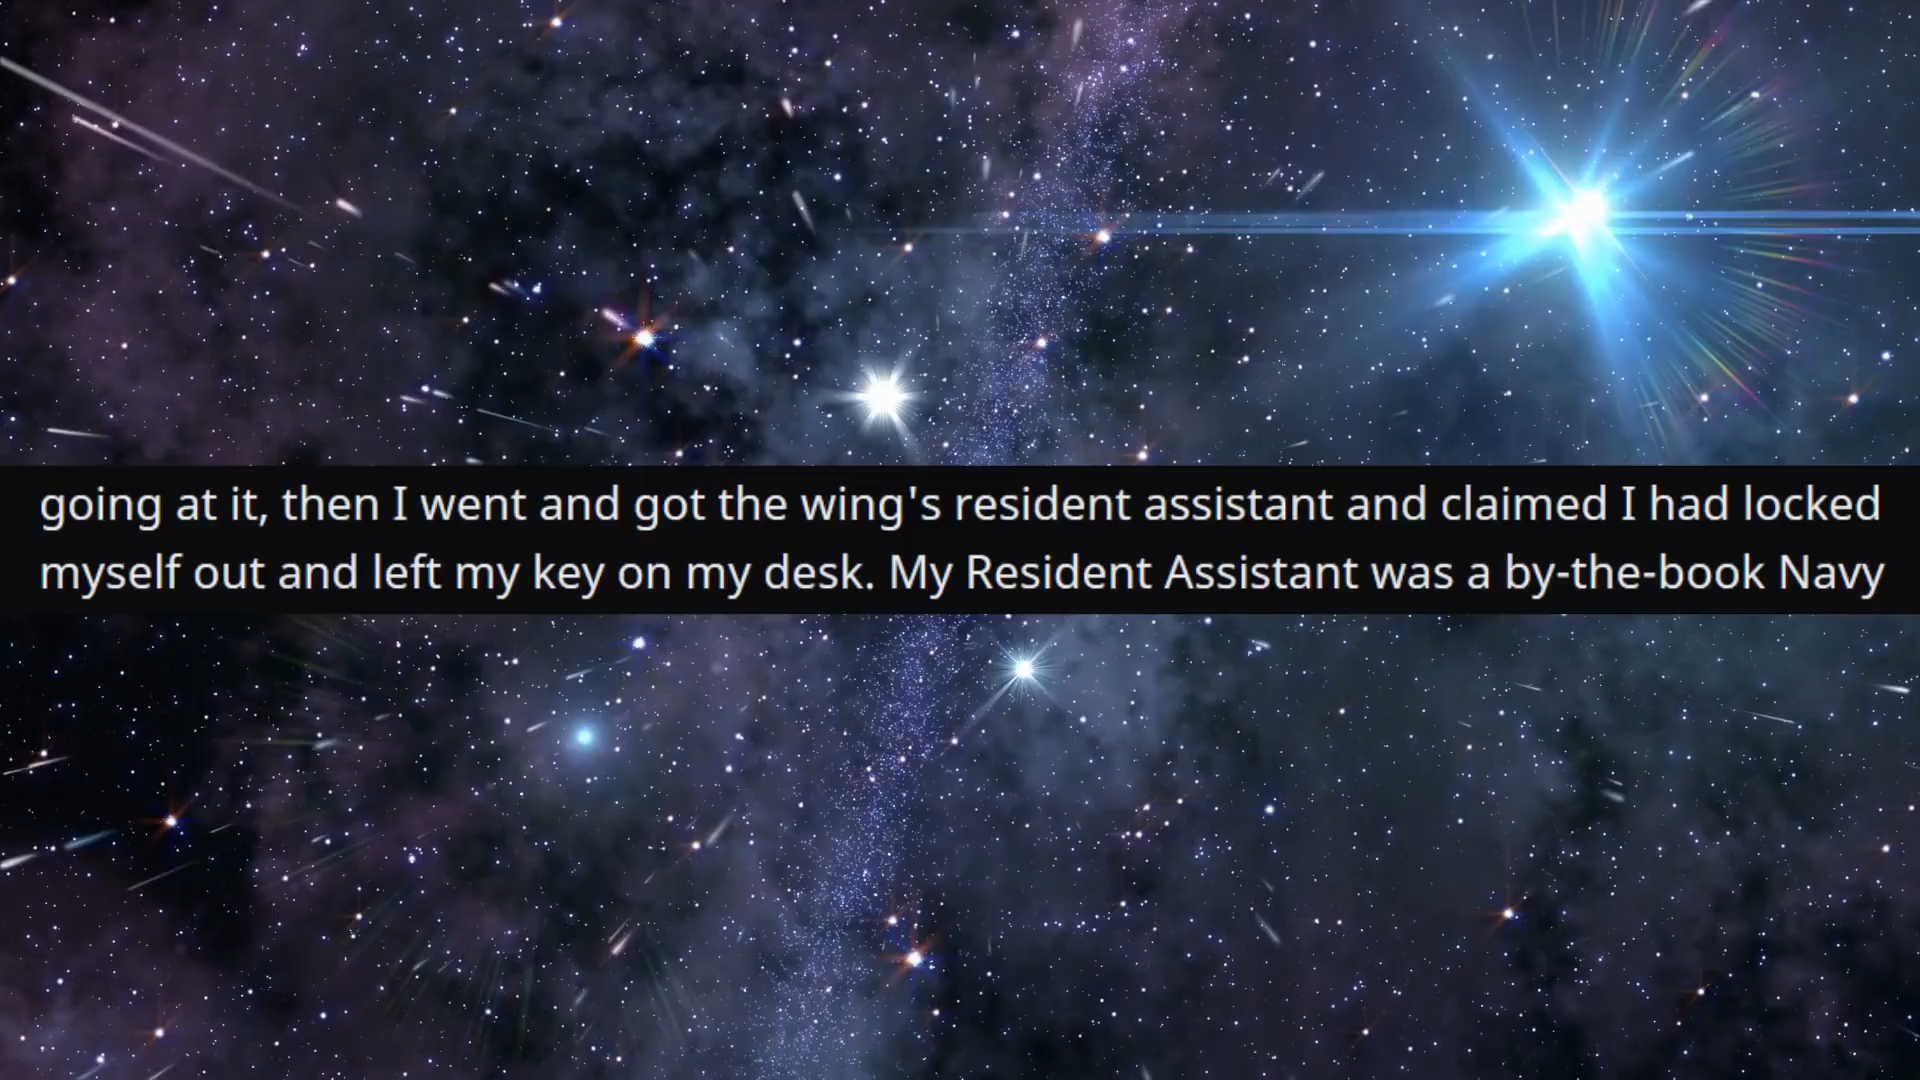 going at it, then I went and got the wing's resident assistant and claimed I had locked
myself out and left my key on my desk. My Resident Assistant was a by-the-book Navy